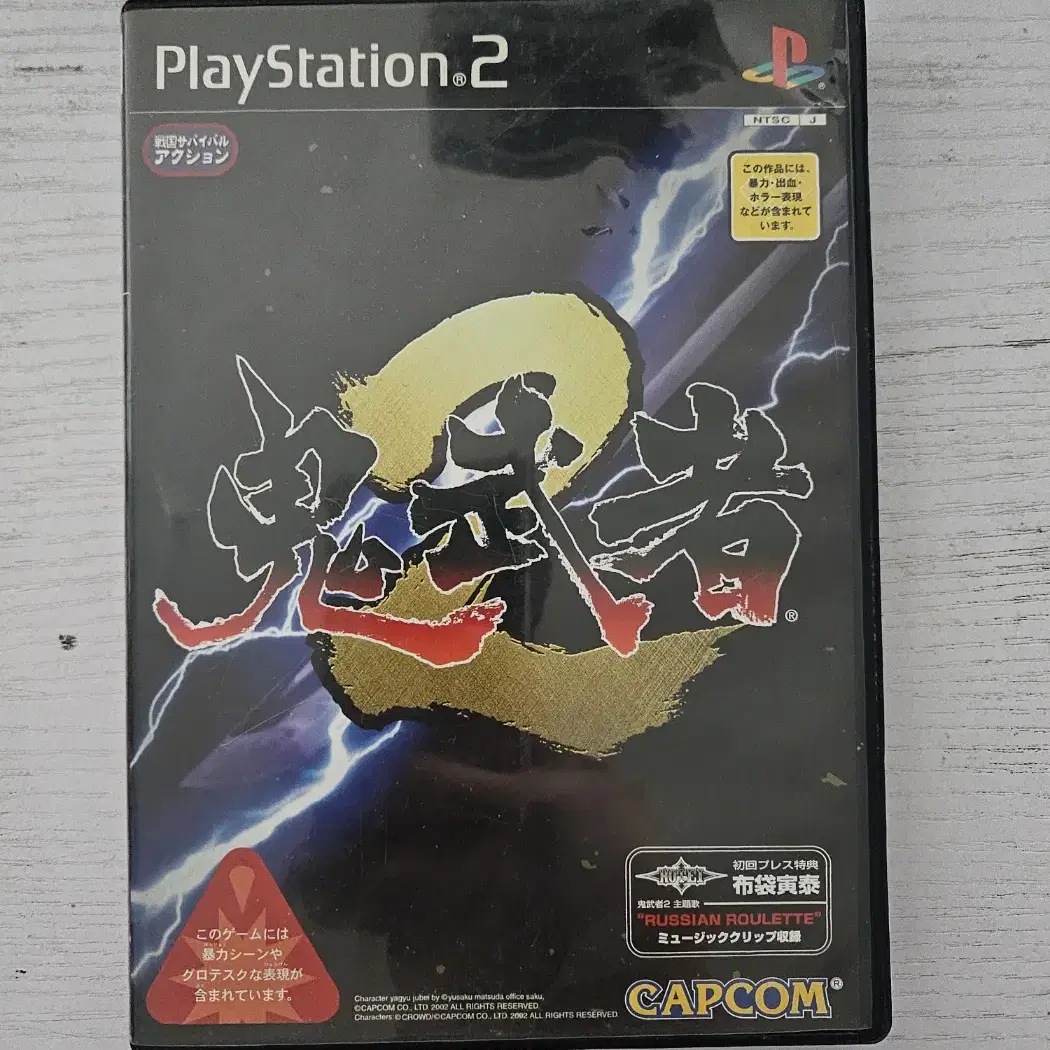 PlayStation®2
NTSC J
戦国サバイバル
アクション
この作品には、
暴力・出血・
ホラー表現
などが含まれて
います。
2
鬼武者®
初回プレス特典
HOTEI
布袋寅泰
鬼武者2 主題歌
"RUSSIAN ROULETTE"
ミュージッククリップ収録
このゲームには
暴力シーンや
グロテスクな表現が
含まれています。
Character yagyu jubei by ©yusaku matsuda office saku,
©CAPCOM CO., LTD. 2002 ALL RIGHTS RESERVED.
Characters:©CROWD/©CAPCOM CO., LTD 2002 ALL RIGHTS RESERVED.
CAPCOM®